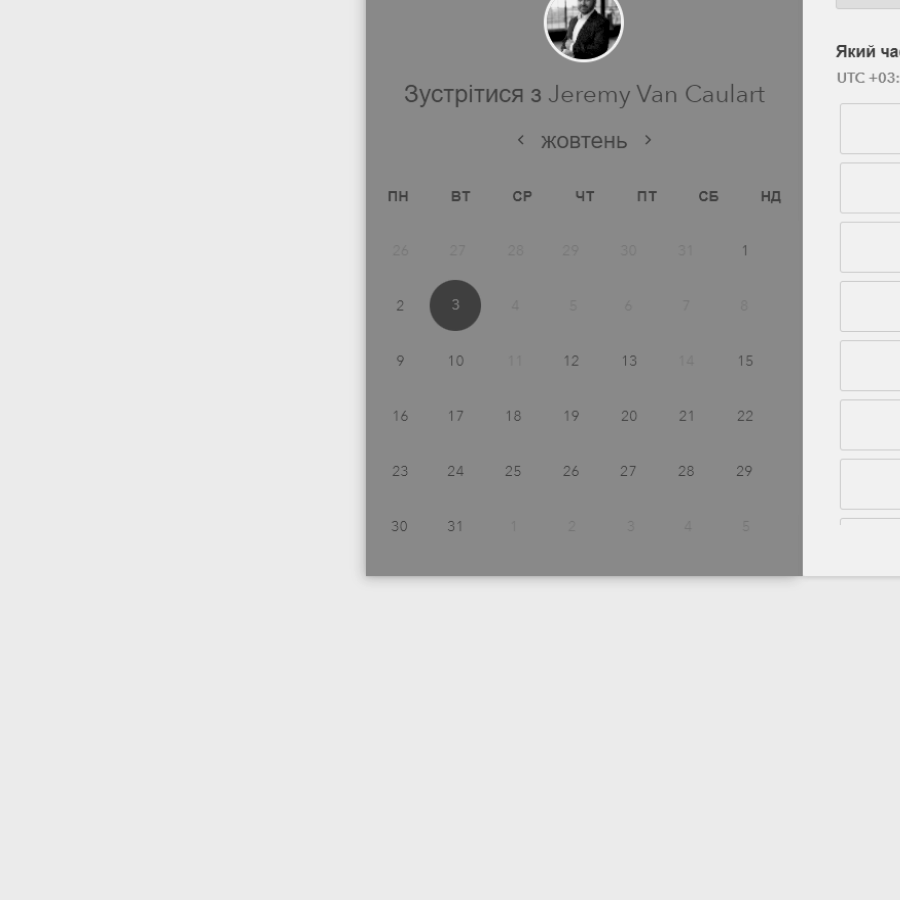 Зустрітися з Jeremy Van Caulart
жовтень
ПН ВТ СР ЧТ ПТ СБ НД
26 27 28 29 30 31 1
2 3 4 5 6 7 8
9 10 11 12 13 14 15
16 17 18 19 20 21 22
23 24 25 26 27 28 29
30 31 1 2 3 4 5
Який
UTC +03: